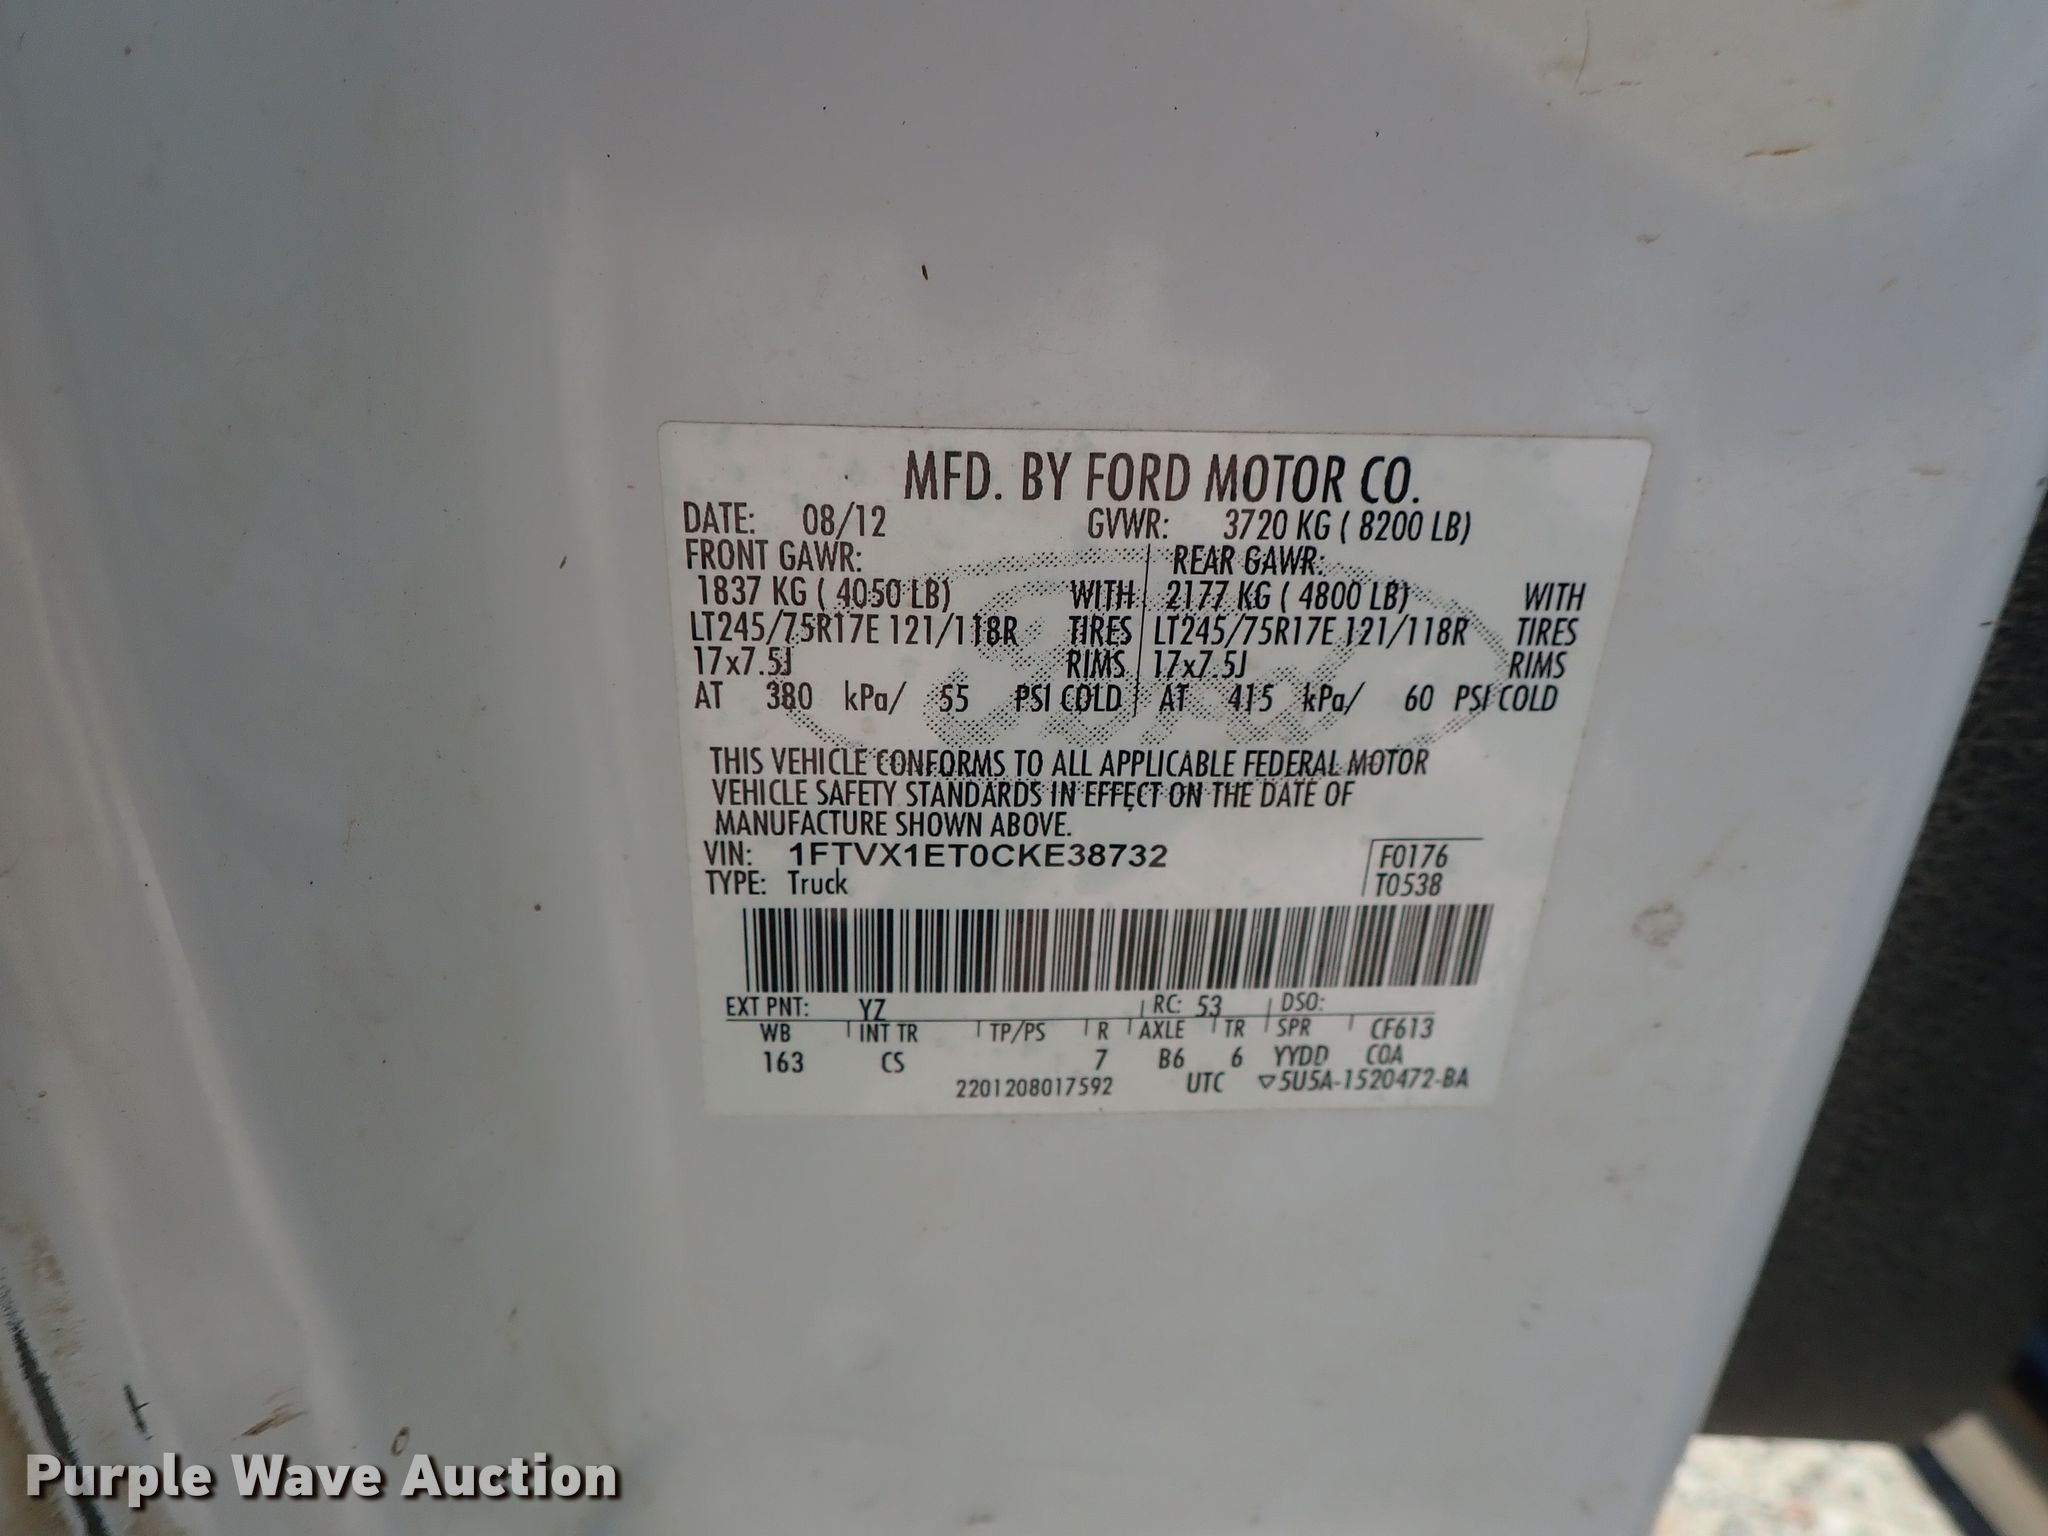 MFD. BY FORD MOTOR CO.
DATE: 08/12 GVWR: 3720 KG ( 8200 LB)
FRONT GAWR: REAR GAWR:
1837 KG ( 4050 LB) WITH 2177 KG ( 4800 LB) WITH
LT245/75R17E 121/118R TIRES LT245/75R17E 121/118R TIRES
17x7.5J RIMS 17x7.5J RIMS
AT 380 kPa/ 55 PSI COLD AT 415 kPa/ 60 PSI COLD
THIS VEHICLE CONFORMS TO ALL APPLICABLE FEDERAL MOTOR
VEHICLE SAFETY STANDARDS IN EFFECT ON THE DATE OF
MANUFACTURE SHOWN ABOVE.
VIN: 1FTVX1ET0CKE38732 F0176
TYPE: Truck T0538
EXT PNT: YZ RC: 53 DSO:
WB INT TR TP/PS R AXLE TR SPR CF613
163 CS 7 B6 6 YYDD COA
2201208017592 UTC ▽5U5A-1520472-BA
Purple Wave Auction